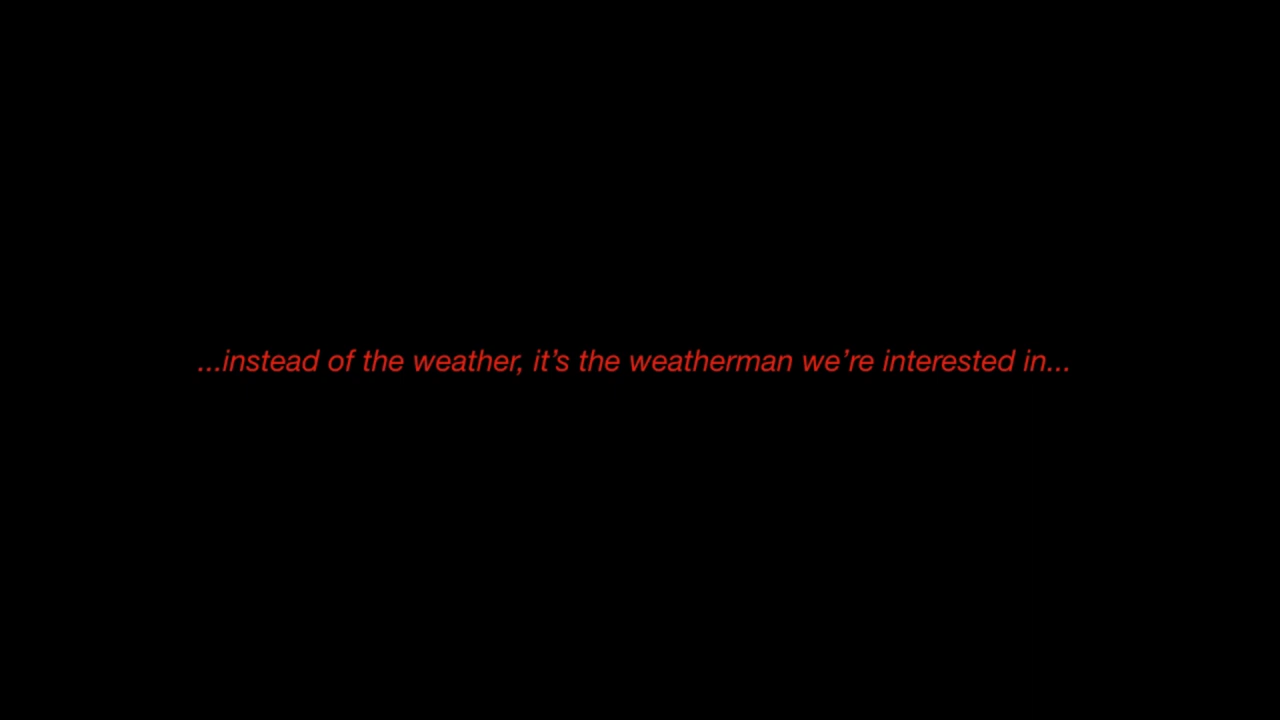 ...instead of the weather, it’s the weatherman we’re interested in...